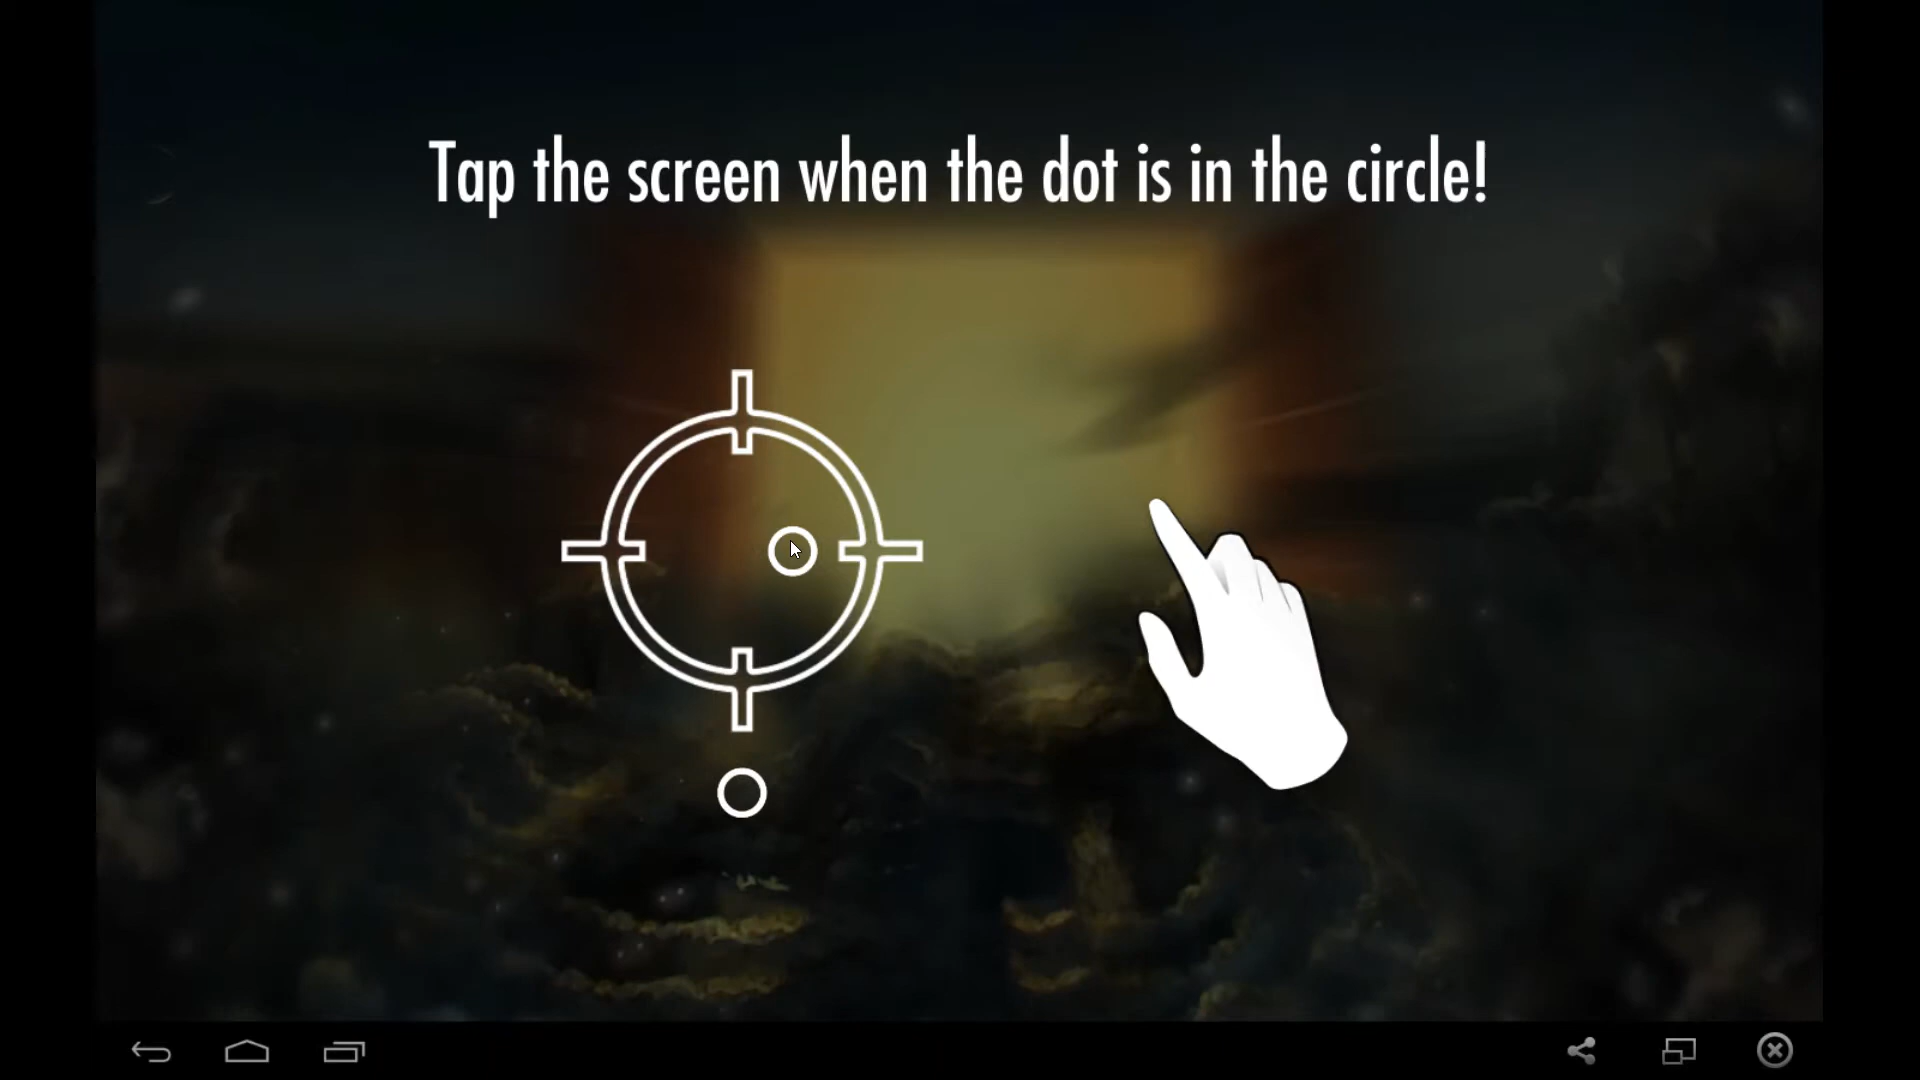 Tap the screen when the dot is in the circle!